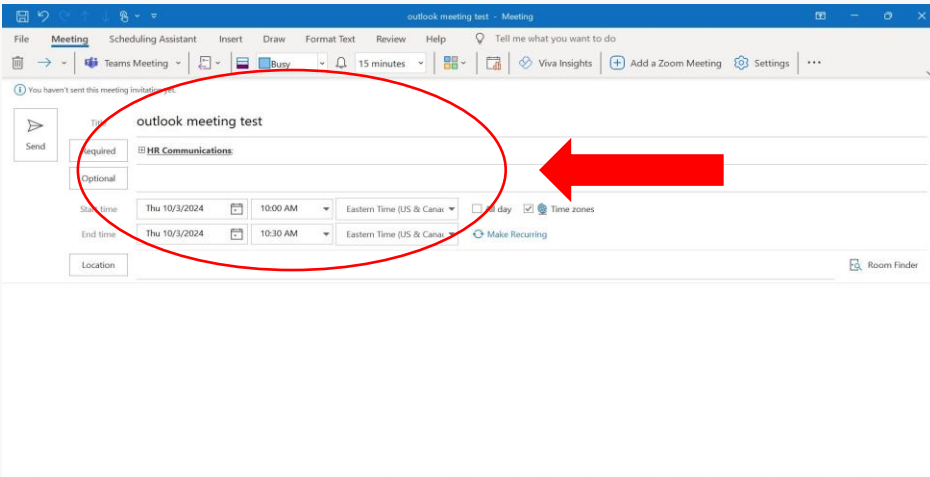 outlook meeting test - Meeting
File Meeting Scheduling Assistant Insert Draw Format Text Review Help Tell me what you want to do
Teams Meeting Busy 15 minutes Viva Insights Add a Zoom Meeting Settings
You haven't sent this meeting invitation yet.
Title outlook meeting test
Send
Required HR Communications;
Optional
Start time Thu 10/3/2024 10:00 AM Eastern Time (US & Canac All day Time zones
End time Thu 10/3/2024 10:30 AM Eastern Time (US & Canac Make Recurring
Location Room Finder